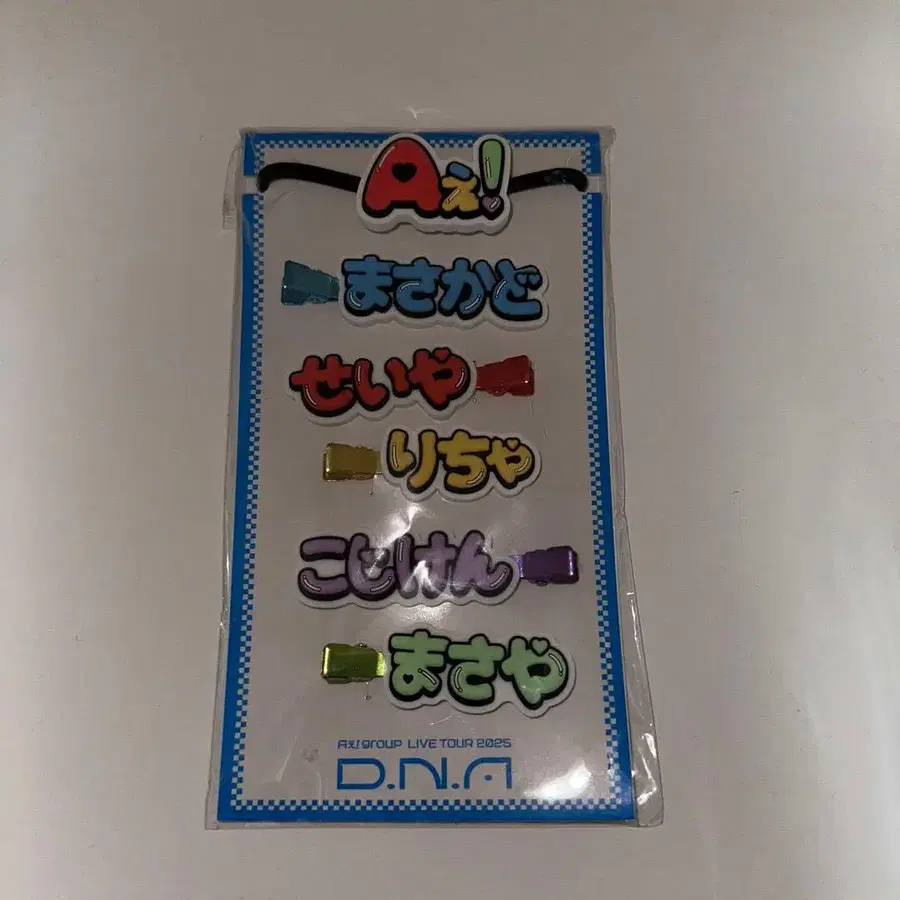 Aぇ!
まさかど
せいや
りちゃ
こじけん
まさや
Aぇ! group LIVE TOUR 2025
D.N.A